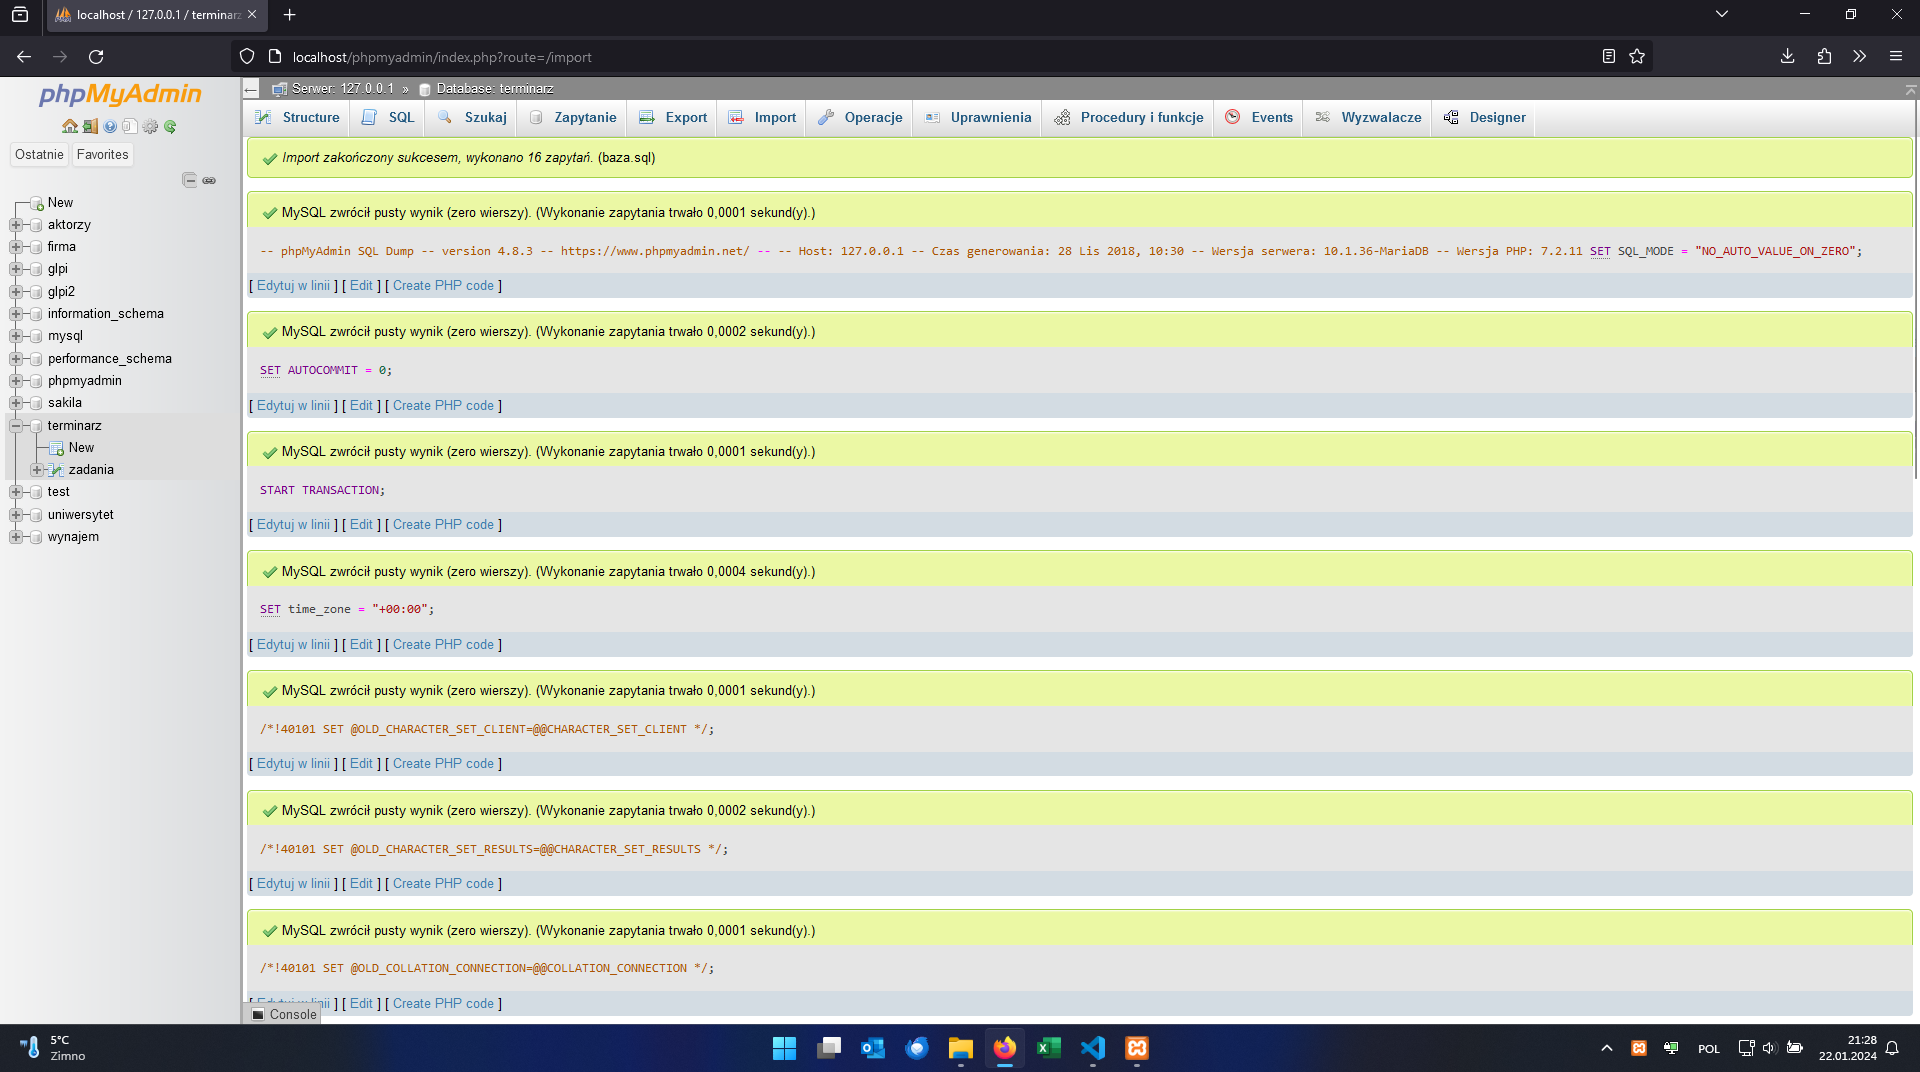 localhost / 127.0.0.1 / terminarz
localhost/phpmyadmin/index.php?route=/import
phpMyAdmin
Ostatnie Favorites
New
aktorzy
firma
glpi
glpi2
information_schema
mysql
performance_schema
phpmyadmin
sakila
terminarz
New
zadania
test
uniwersytet
wynajem
Serwer: 127.0.0.1 » Database: terminarz
Structure SQL Szukaj Zapytanie Export Import Operacje Uprawnienia Procedury i funkcje Events Wyzwalacze Designer
Import zakończony sukcesem, wykonano 16 zapytań. (baza.sql)
MySQL zwrócił pusty wynik (zero wierszy). (Wykonanie zapytania trwało 0,0001 sekund(y).)
-- phpMyAdmin SQL Dump -- version 4.8.3 -- https://www.phpmyadmin.net/ -- -- Host: 127.0.0.1 -- Czas generowania: 28 Lis 2018, 10:30 -- Wersja serwera: 10.1.36-MariaDB -- Wersja PHP: 7.2.11 SET SQL_MODE = "NO_AUTO_VALUE_ON_ZERO";
[ Edytuj w linii ] [ Edit ] [ Create PHP code ]
MySQL zwrócił pusty wynik (zero wierszy). (Wykonanie zapytania trwało 0,0002 sekund(y).)
SET AUTOCOMMIT = 0;
[ Edytuj w linii ] [ Edit ] [ Create PHP code ]
MySQL zwrócił pusty wynik (zero wierszy). (Wykonanie zapytania trwało 0,0001 sekund(y).)
START TRANSACTION;
[ Edytuj w linii ] [ Edit ] [ Create PHP code ]
MySQL zwrócił pusty wynik (zero wierszy). (Wykonanie zapytania trwało 0,0004 sekund(y).)
SET time_zone = "+00:00";
[ Edytuj w linii ] [ Edit ] [ Create PHP code ]
MySQL zwrócił pusty wynik (zero wierszy). (Wykonanie zapytania trwało 0,0001 sekund(y).)
/*!40101 SET @OLD_CHARACTER_SET_CLIENT=@@CHARACTER_SET_CLIENT */;
[ Edytuj w linii ] [ Edit ] [ Create PHP code ]
MySQL zwrócił pusty wynik (zero wierszy). (Wykonanie zapytania trwało 0,0002 sekund(y).)
/*!40101 SET @OLD_CHARACTER_SET_RESULTS=@@CHARACTER_SET_RESULTS */;
[ Edytuj w linii ] [ Edit ] [ Create PHP code ]
MySQL zwrócił pusty wynik (zero wierszy). (Wykonanie zapytania trwało 0,0001 sekund(y).)
/*!40101 SET @OLD_COLLATION_CONNECTION=@@COLLATION_CONNECTION */;
[ Edytuj w linii ] [ Edit ] [ Create PHP code ]
Console
5°C
Zimno
POL
21:28
22.01.2024